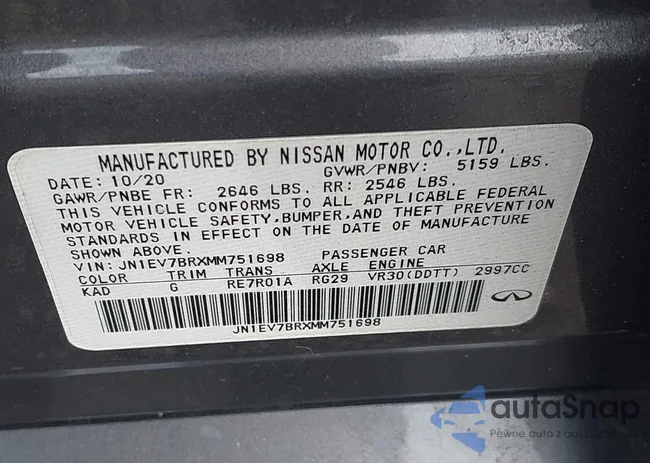 MANUFACTURED BY NISSAN MOTOR CO.,LTD.
DATE: 10/20 GVWR/PNBV: 5159 LBS.
GAWR/PNBE FR: 2646 LBS. RR: 2546 LBS.
THIS VEHICLE CONFORMS TO ALL APPLICABLE FEDERAL
MOTOR VEHICLE SAFETY,BUMPER,AND THEFT PREVENTION
STANDARDS IN EFFECT ON THE DATE OF MANUFACTURE
SHOWN ABOVE.
VIN: JN1EV7BRXMM751698 PASSENGER CAR
COLOR TRIM TRANS AXLE ENGINE
KAD G RE7R01A RG29 VR30(DDTT) 2997CC
JN1EV7BRXMM751698
autaSnap
Pewne auta z aukcji